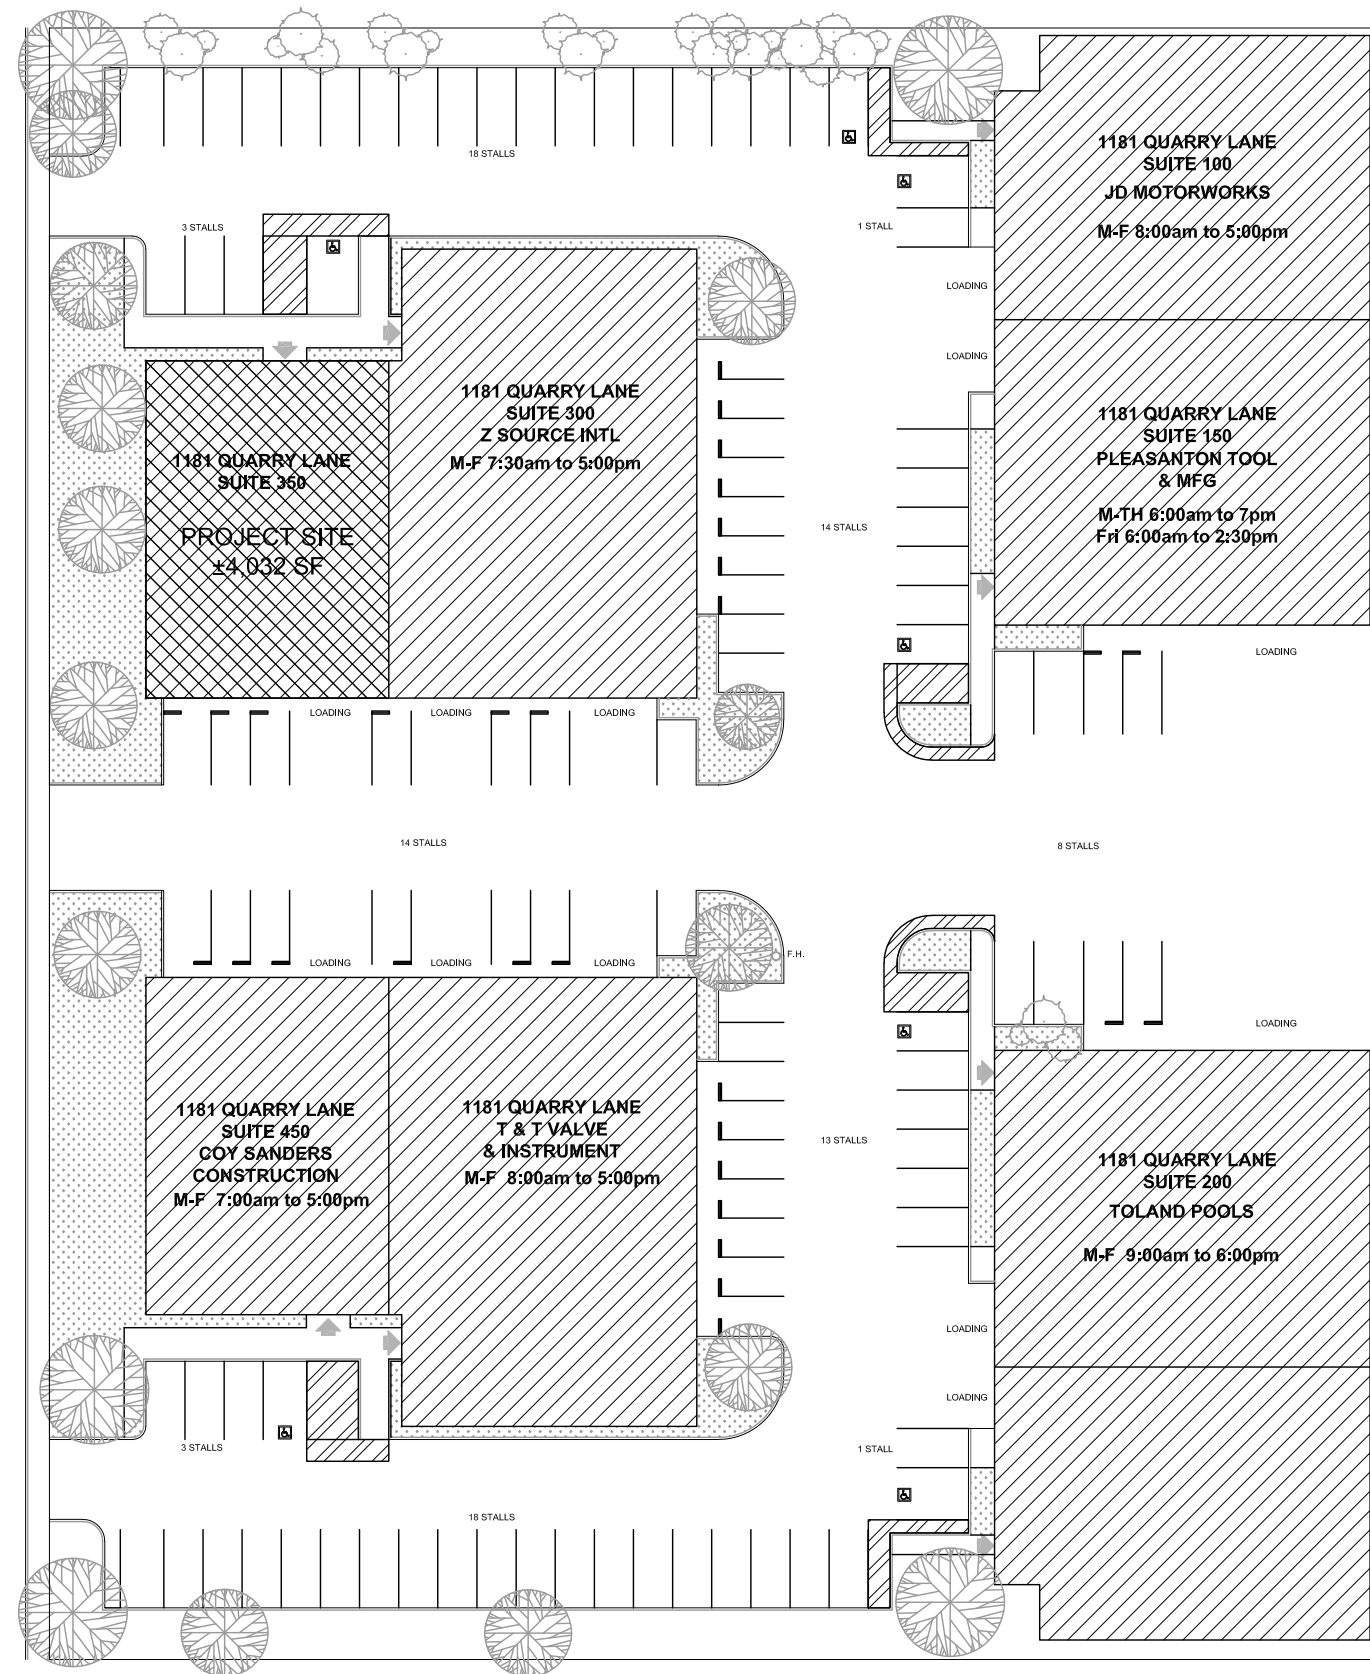 18 STALLS
1181 QUARRY LANE
SUITE 100
JD MOTORWORKS
M-F 8:00am to 5:00pm
3 STALLS
1 STALL
LOADING
LOADING
1181 QUARRY LANE
SUITE 300
Z SOURCE INTL
M-F 7:30am to 5:00pm
1181 QUARRY LANE
SUITE 150
PLEASANTON TOOL
& MFG
M-TH 6:00am to 7pm
Fri 6:00am to 2:30pm
1181 QUARRY LANE
SUITE 350
PROJECT SITE
±4,032 SF
14 STALLS
LOADING
LOADING
LOADING
LOADING
14 STALLS
8 STALLS
LOADING
LOADING
LOADING
F.H.
LOADING
1181 QUARRY LANE
SUITE 450
COY SANDERS
CONSTRUCTION
M-F 7:00am to 5:00pm
1181 QUARRY LANE
T & T VALVE
& INSTRUMENT
M-F 8:00am to 5:00pm
13 STALLS
1181 QUARRY LANE
SUITE 200
TOLAND POOLS
M-F 9:00am to 6:00pm
LOADING
LOADING
3 STALLS
1 STALL
18 STALLS